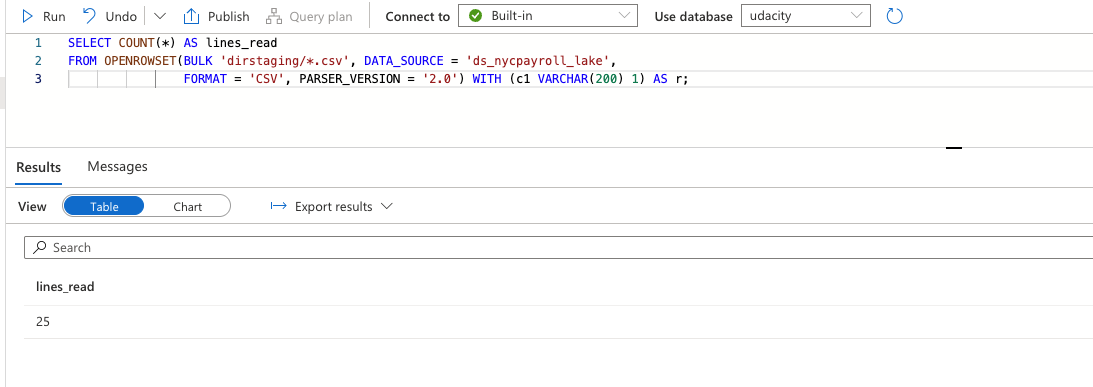 Run Undo Publish Query plan Connect to Built-in Use database udacity
1 SELECT COUNT(*) AS lines_read
2 FROM OPENROWSET(BULK 'dirstaging/*.csv', DATA_SOURCE = 'ds_nycpayroll_lake',
3 FORMAT = 'CSV', PARSER_VERSION = '2.0') WITH (c1 VARCHAR(200) 1) AS r;
Results Messages
View Table Chart Export results
Search
lines_read
25